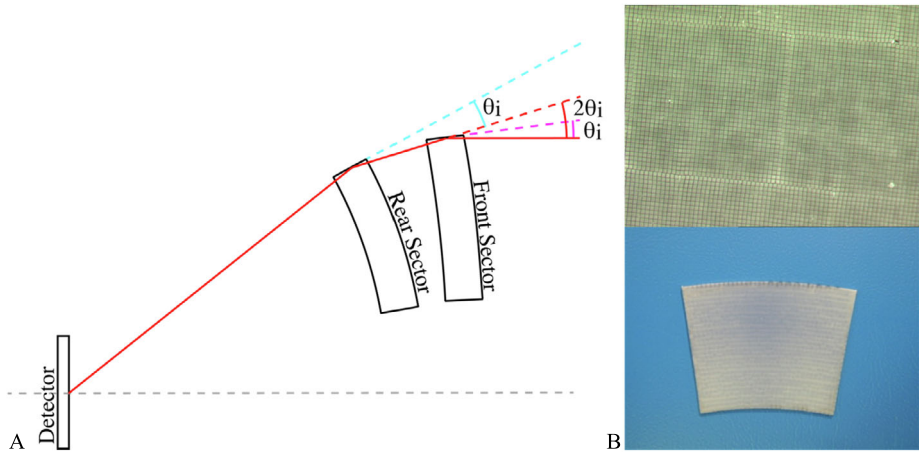 θi
2θi
θi
Rear Sector
Front Sector
Detector
A
B